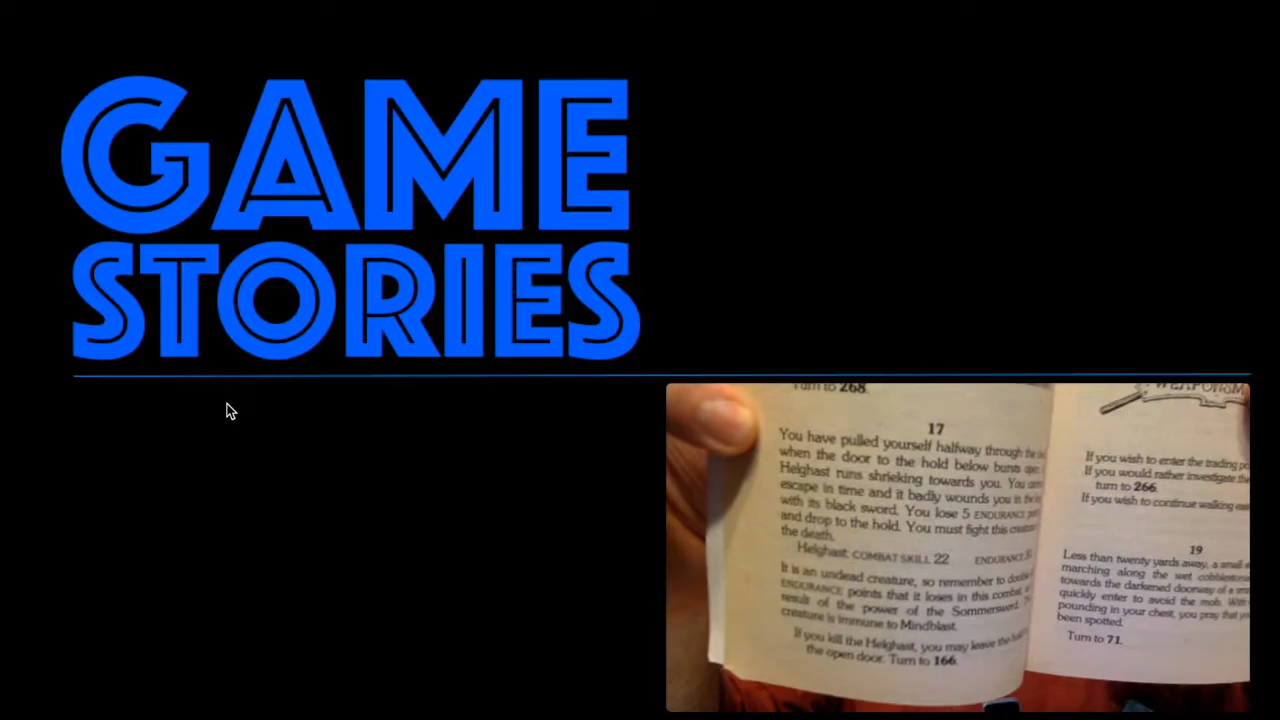 GAME
STORIES
Turn to 268.
17
You have pulled yourself halfway through the
when the door to the hold below bursts open
Helghast runs shrieking towards you. You
escape in time and it badly wounds you in the
with its black sword. You lose 5 ENDURANCE
and drop to the hold. You must fight this creature
the death.
Helghast: COMBAT SKILL 22 ENDURANCE
It is an undead creature, so remember to
ENDURANCE points that it loses in this combat,
result of the power of the Sommerswerd.
creature is immune to Mindblast.
If you kill the Helghast, you may leave the
the open door. Turn to 166.
If you wish to enter the trading
If you would rather investigate the
turn to 266.
If you wish to continue walking
19
Less than twenty yards away, a small
marching along the wet
towards the darkened doorway of a
quickly enter to avoid the mob. With
pounding in your chest, you pray that
been spotted.
Turn to 71.